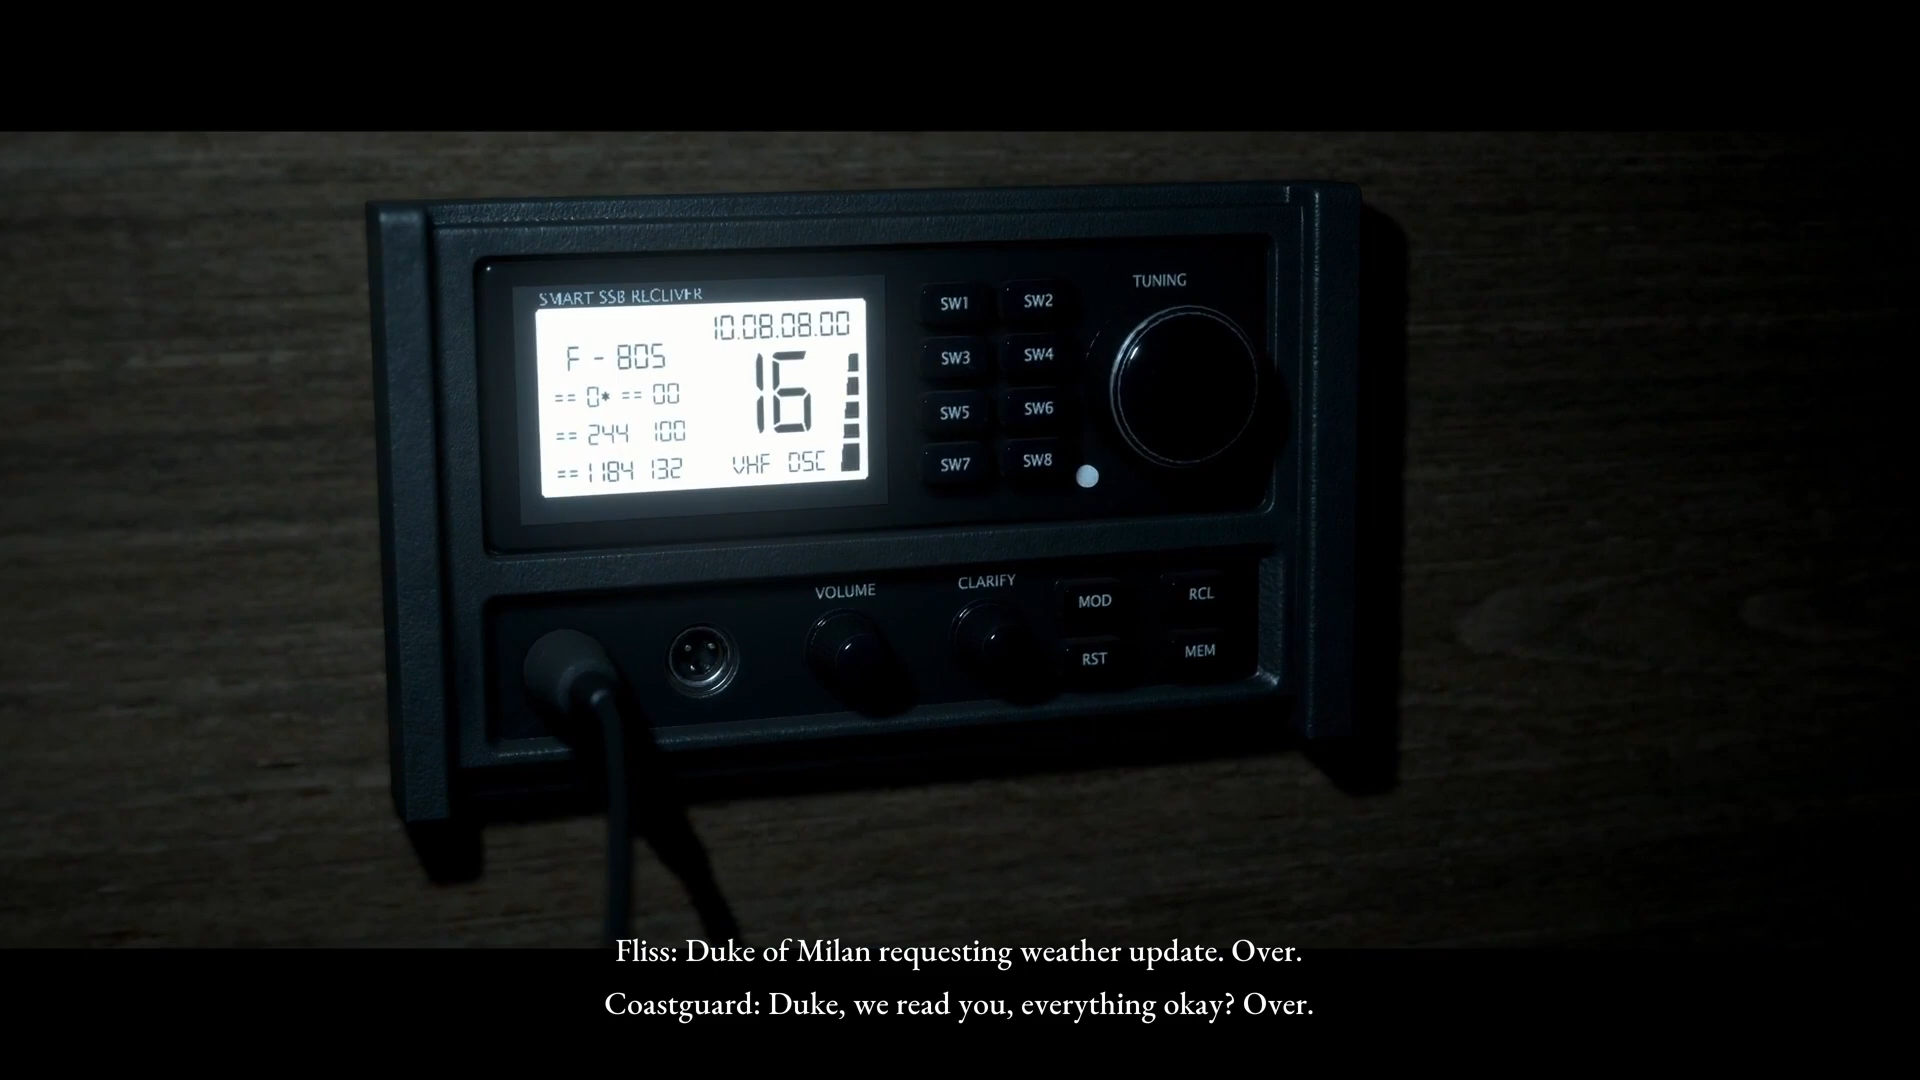 SMART SSB RECEIVER
10.08.08.00
F - 805
16
== 0* == 00
== 244 100
== 1184 132
VHF DSC
SW1
SW2
SW3
SW4
SW5
SW6
SW7
SW8
TUNING
VOLUME
CLARIFY
MOD
RCL
RST
MEM
Fliss: Duke of Milan requesting weather update. Over.
Coastguard: Duke, we read you, everything okay? Over.